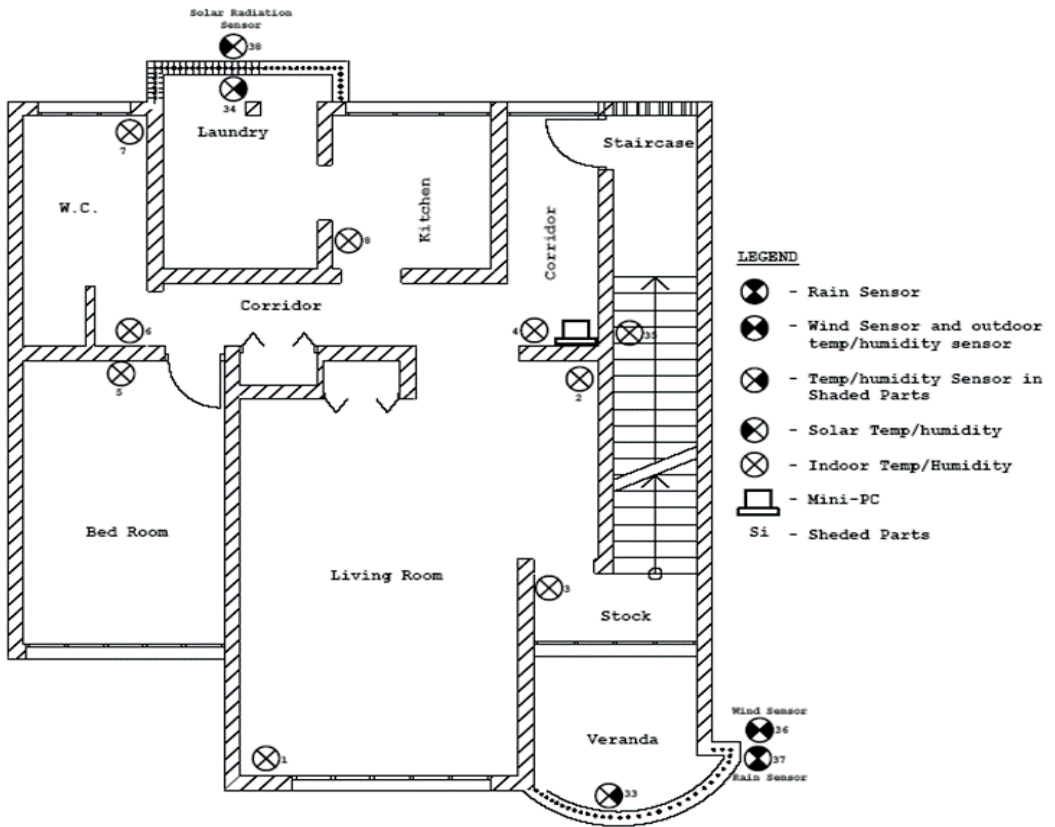 Solar Radiation
Sensor
38
34
Laundry
7
Staircase
W.C.
Kitchen
8
Corridor
Corridor
6
4
35
5
2
Bed Room
Living Room
3
Stock
1
Veranda
33
Wind Sensor
36
37
Rain Sensor
LEGEND
- Rain Sensor
- Wind Sensor and outdoor
temp/humidity sensor
- Temp/humidity Sensor in
Shaded Parts
- Solar Temp/humidity
- Indoor Temp/Humidity
- Mini-PC
Si - Sheded Parts